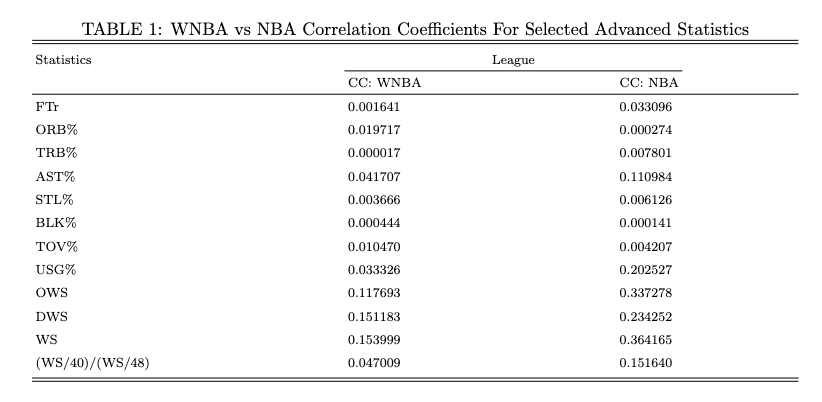 TABLE 1: WNBA vs NBA Correlation Coefficients For Selected Advanced Statistics
Statistics League
CC: WNBA CC: NBA
FTr 0.001641 0.033096
ORB% 0.019717 0.000274
TRB% 0.000017 0.007801
AST% 0.041707 0.110984
STL% 0.003666 0.006126
BLK% 0.000444 0.000141
TOV% 0.010470 0.004207
USG% 0.033326 0.202527
OWS 0.117693 0.337278
DWS 0.151183 0.234252
WS 0.153999 0.364165
(WS/40)/(WS/48) 0.047009 0.151640